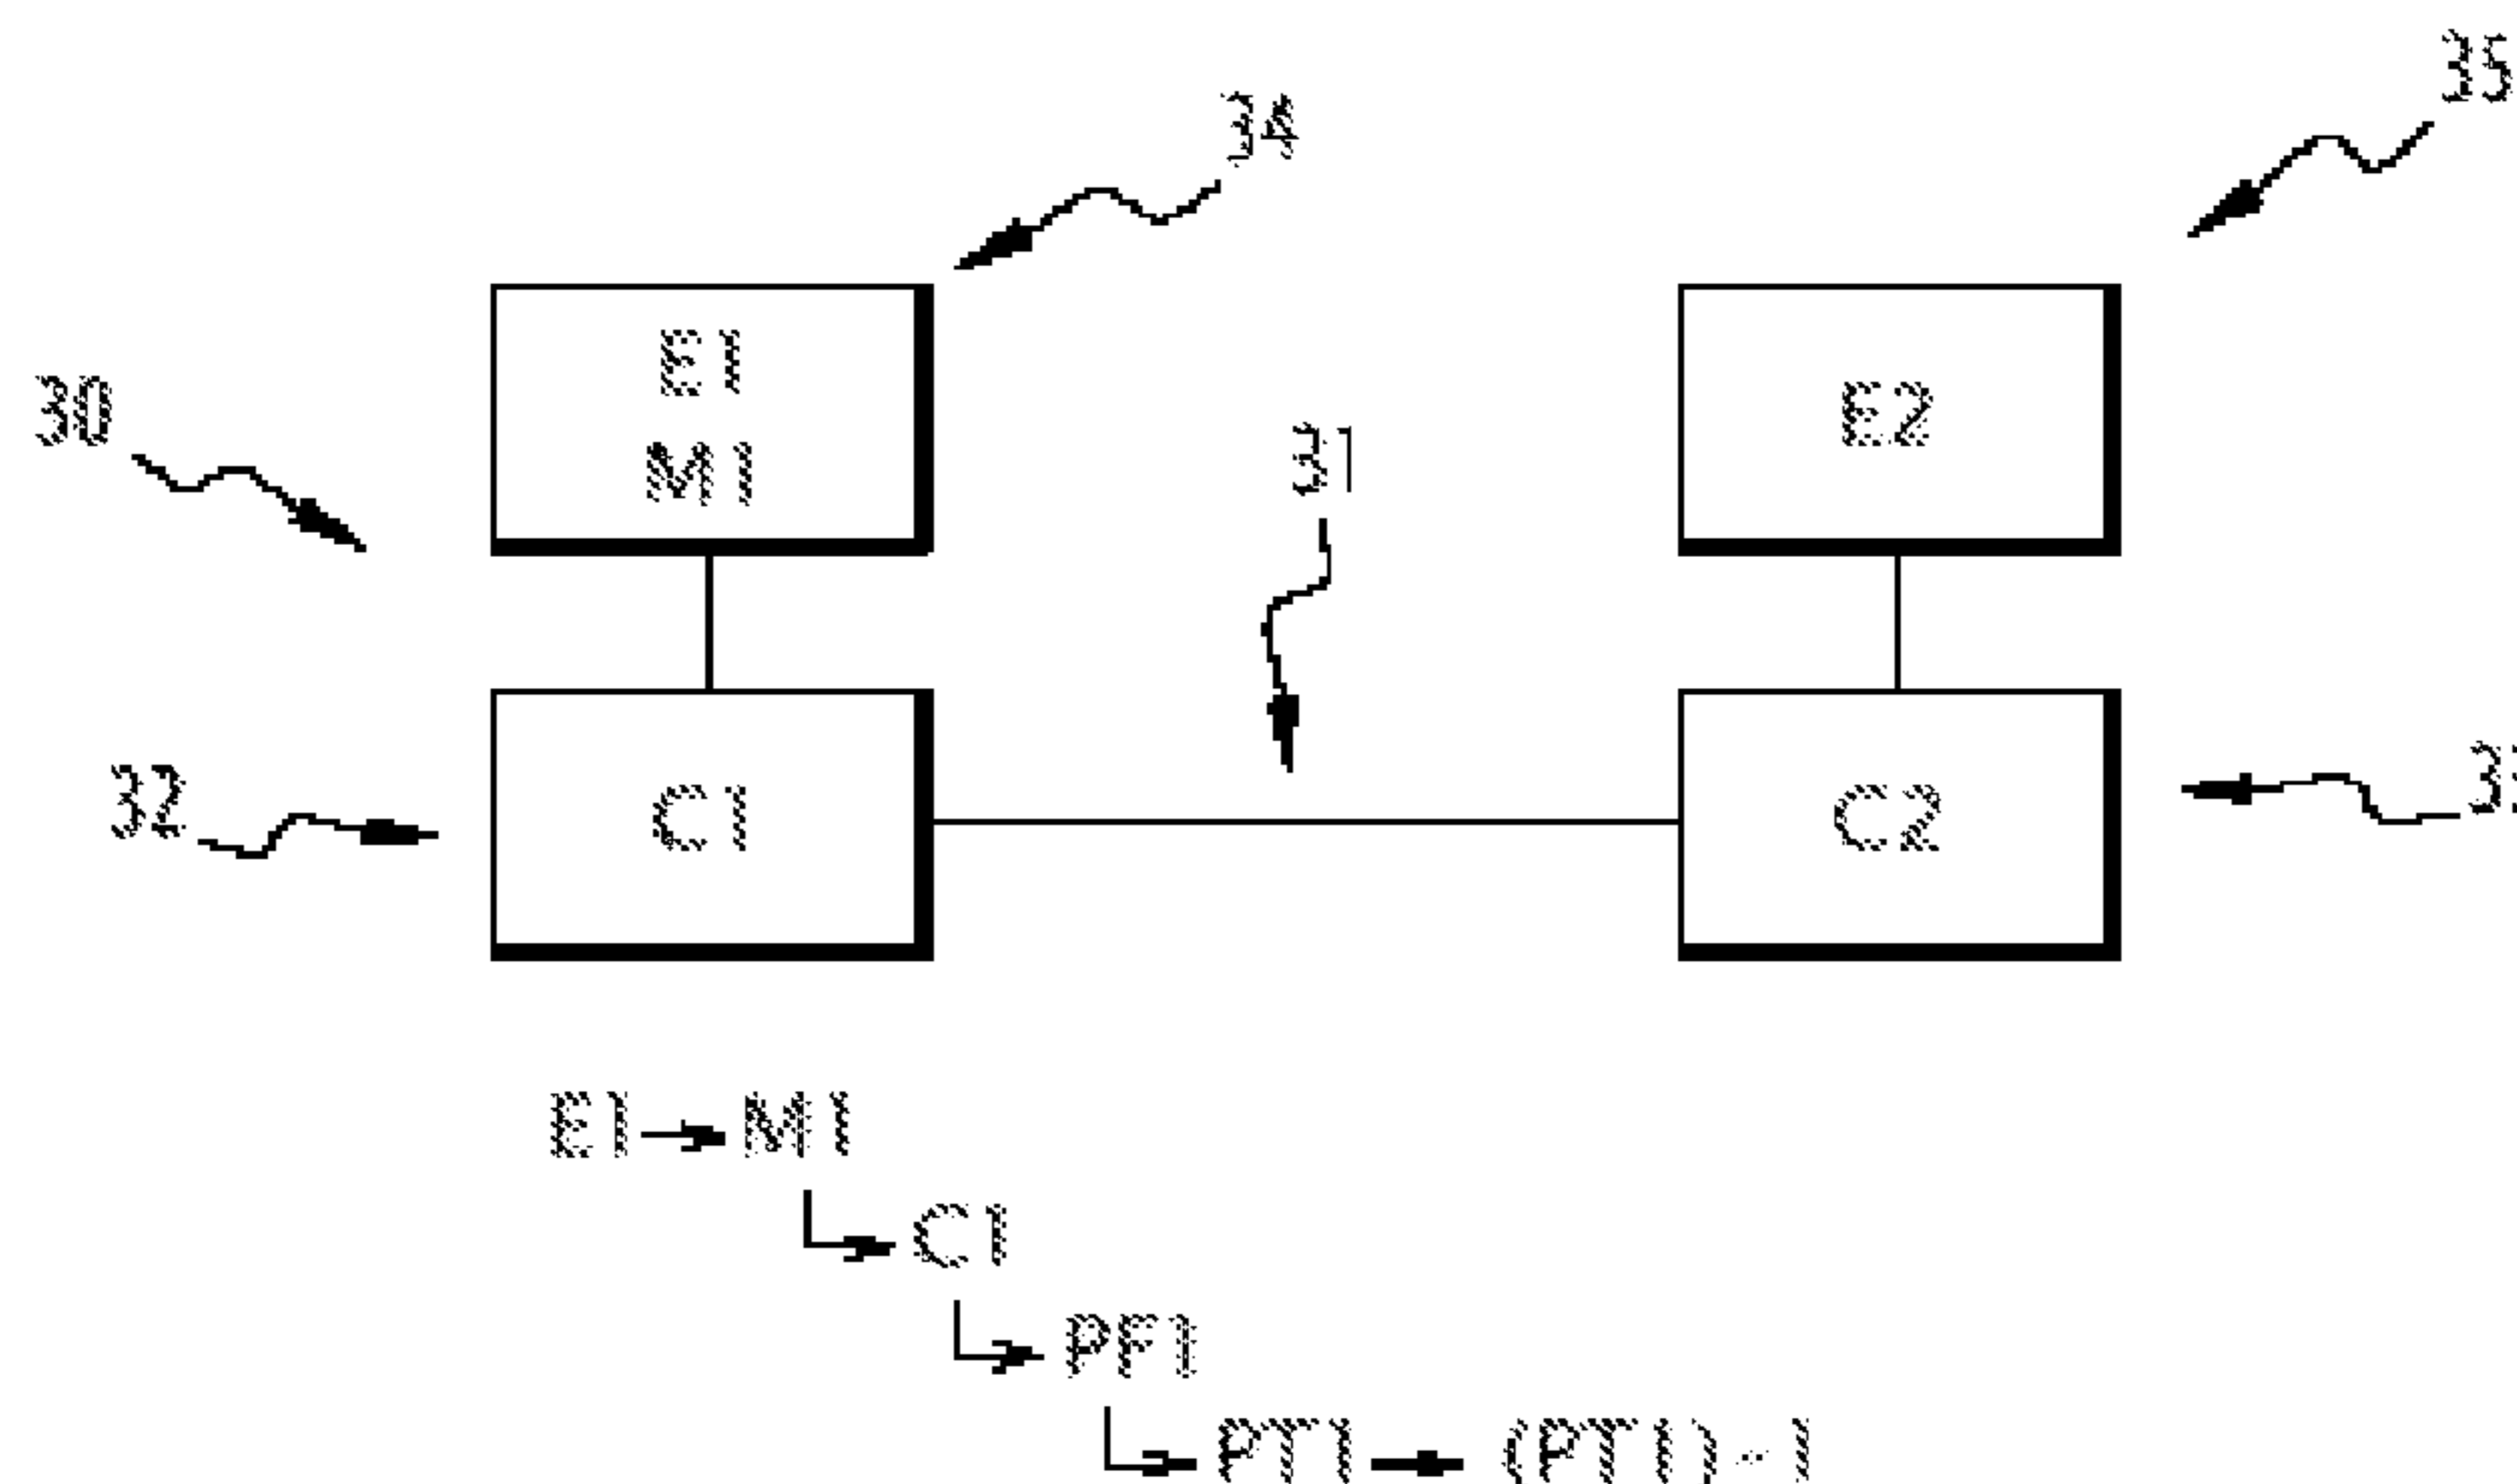 34
35
30
E1
M1
E2
31
32
C1
C2
E1 → M1
C1
PF1
PT1 → (PT1)-1